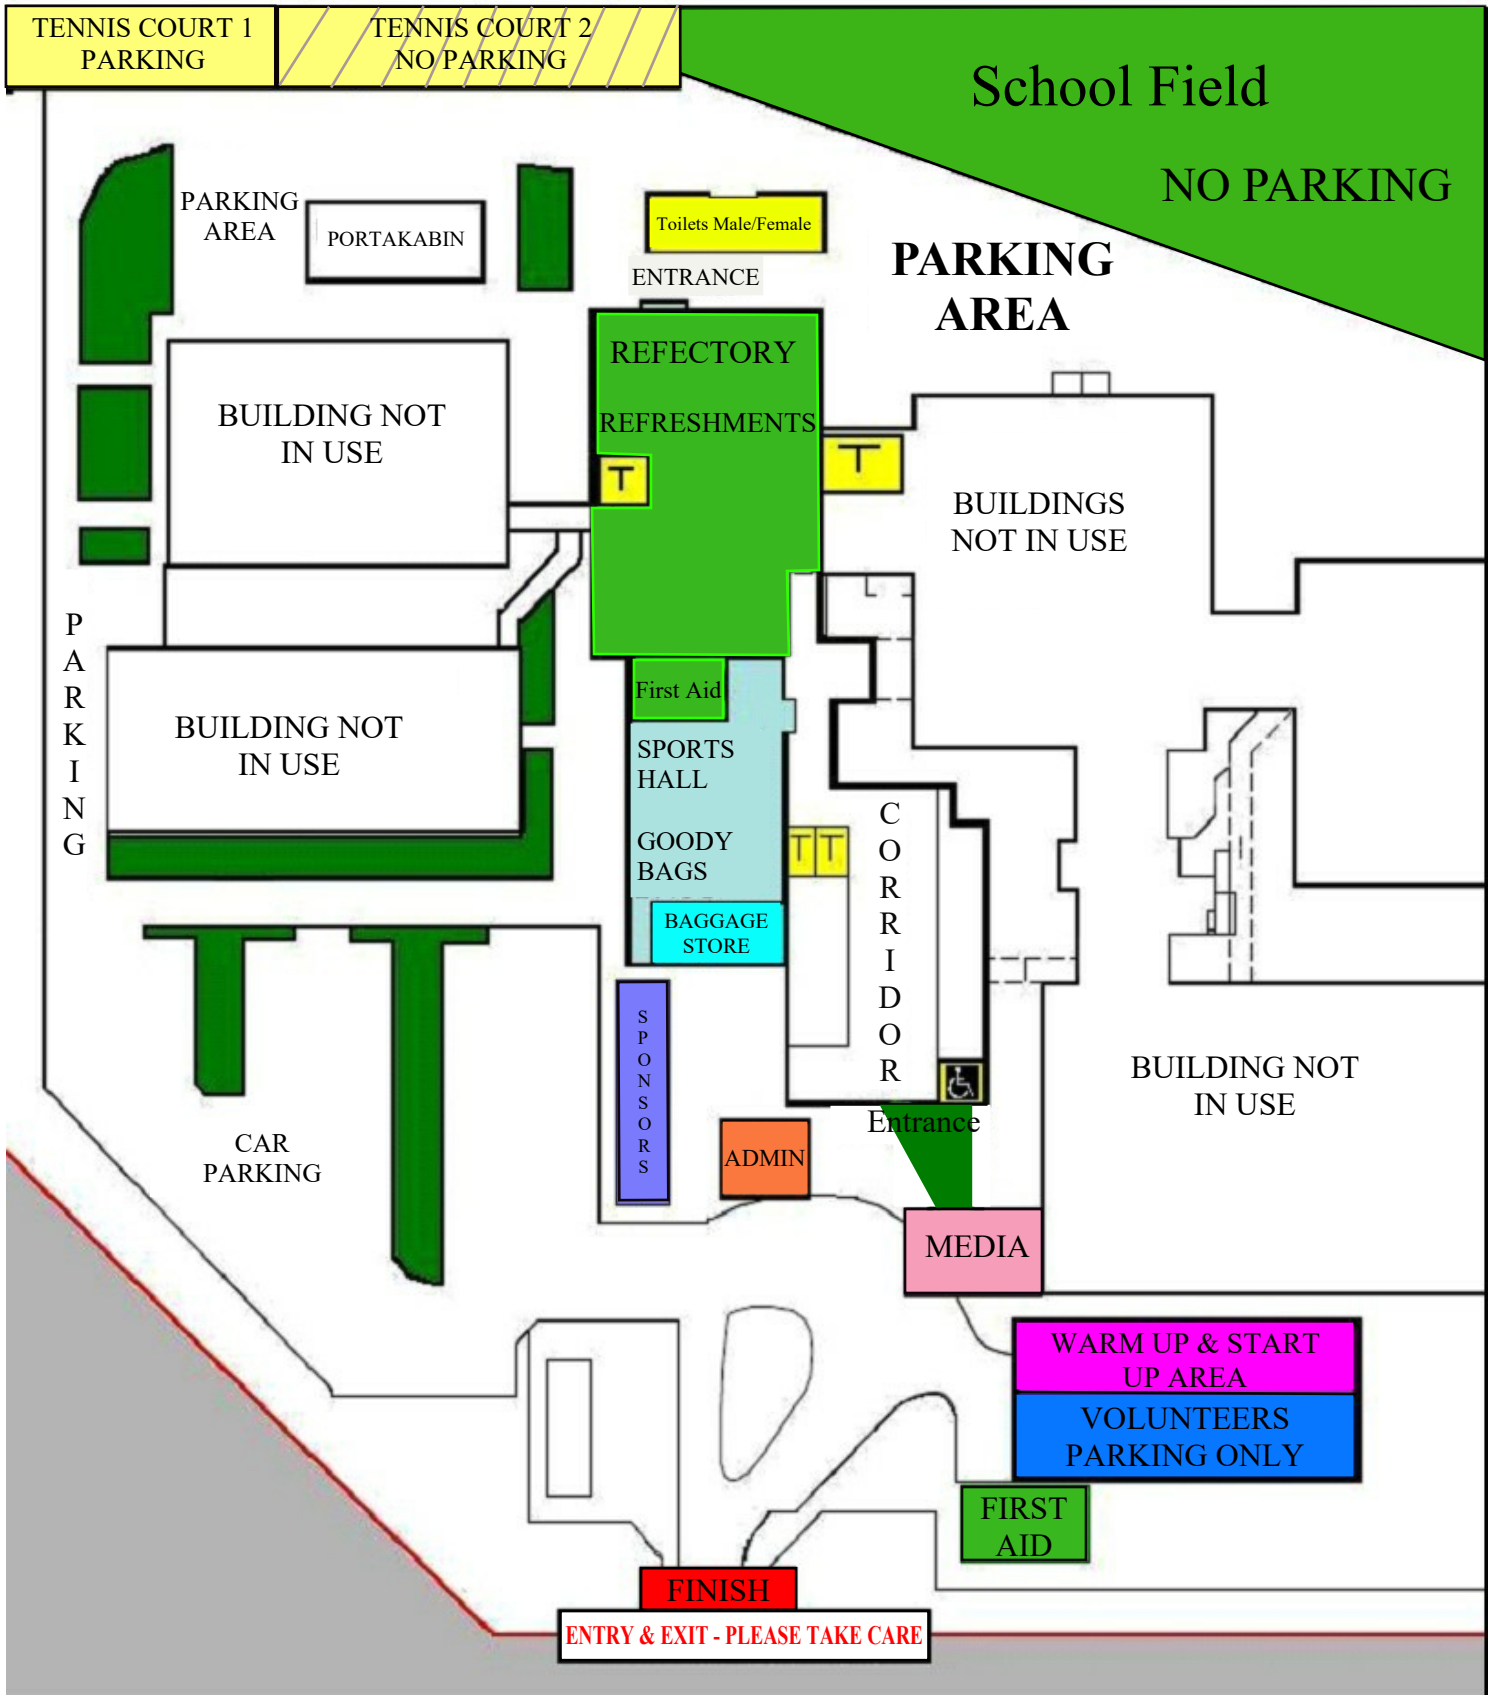 TENNIS COURT 1
PARKING
TENNIS COURT 2
NO PARKING
School Field
NO PARKING
PARKING
AREA
PORTAKABIN
Toilets Male/Female
ENTRANCE
PARKING
AREA
REFECTORY
REFRESHMENTS
T
T
BUILDING NOT
IN USE
BUILDINGS
NOT IN USE
PARKING
BUILDING NOT
IN USE
First Aid
SPORTS
HALL
GOODY
BAGS
T T
CORRIDOR
BAGGAGE
STORE
SPONSORS
BUILDING NOT
IN USE
CAR
PARKING
ADMIN
Entrance
MEDIA
WARM UP & START
UP AREA
VOLUNTEERS
PARKING ONLY
FIRST
AID
FINISH
ENTRY & EXIT - PLEASE TAKE CARE